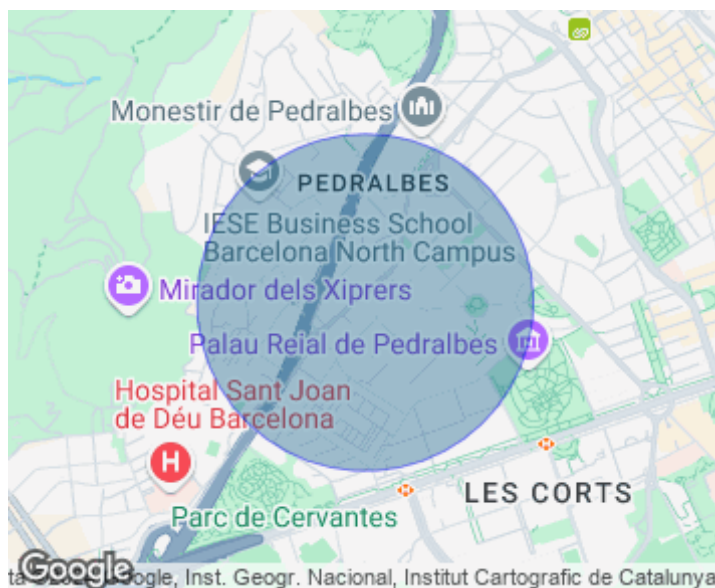 Monestir de Pedralbes
PEDRALBES
IESE Business School
Barcelona North Campus
Mirador dels Xiprers
Palau Reial de Pedralbes
Hospital Sant Joan
de Déu Barcelona
H
LES CORTS
Parc de Cervantes
Google
Google, Inst. Geogr. Nacional, Institut Cartografic de Catalunya